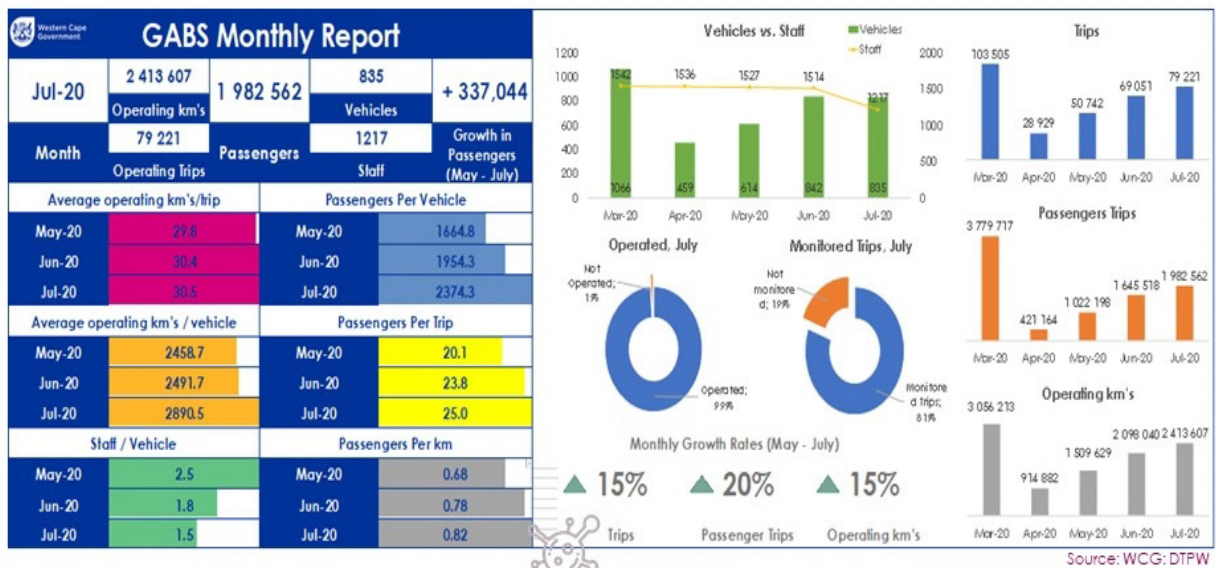 Western Cape
Government
GABS Monthly Report
Jul-20
2 413 607
Operating km's
1 982 562
835
Vehicles
+ 337,044
Month
79 221
Operating Trips
Passengers
1217
Staff
Growth in
Passengers
(May - July)
Average operating km's/trip
May-20 29.8
Jun-20 30.4
Jul-20 30.5
Passengers Per Vehicle
May-20 1664.8
Jun-20 1954.3
Jul-20 2374.3
Average operating km's / vehicle
May-20 2458.7
Jun-20 2491.7
Jul-20 2890.5
Passengers Per Trip
May-20 20.1
Jun-20 23.8
Jul-20 25.0
Staff / Vehicle
May-20 2.5
Jun-20 1.8
Jul-20 1.5
Passengers Per km
May-20 0.68
Jun-20 0.78
Jul-20 0.82
Vehicles vs. Staff
Vehicles
Staff
1200
1000
800
600
400
200
0
2000
1500
1000
500
0
1542 1536 1527 1514 1217
1066 459 614 842 835
Mar-20 Apr-20 May-20 Jun-20 Jul-20
Operated, July
Not
Operated;
1%
Operated;
99%
Monitored Trips, July
Not
monitore
d; 19%
Monitore
d Trips;
81%
Monthly Growth Rates (May - July)
15% 20% 15%
Trips Passenger Trips Operating km's
Trips
103 505 28 929 50 742 69 051 79 221
Mar-20 Apr-20 May-20 Jun-20 Jul-20
Passengers Trips
3 779 717 421 164 1 022 198 1 645 518 1 982 562
Mar-20 Apr-20 May-20 Jun-20 Jul-20
Operating km's
3 056 213 914 882 1 509 629 2 098 040 2 413 607
Mar-20 Apr-20 May-20 Jun-20 Jul-20
Source: WCG: DTPW